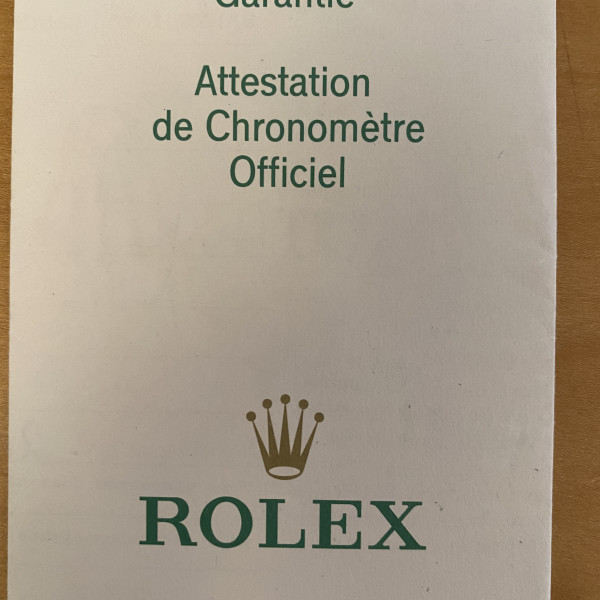 Garantie
Attestation
de Chronomètre
Officiel
ROLEX